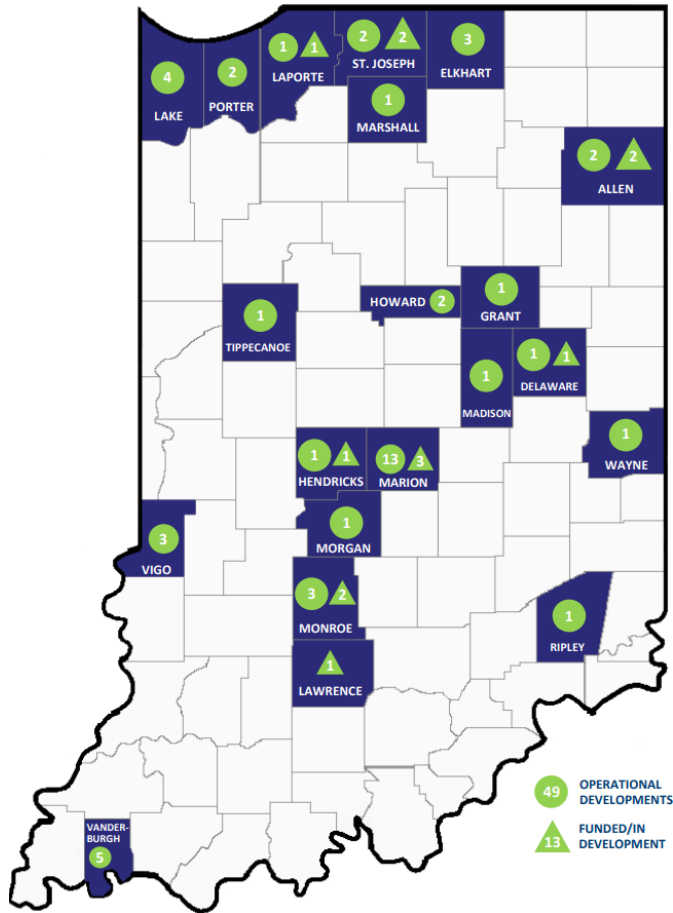 1 1
LAPORTE
2 2
ST. JOSEPH
3
ELKHART
4
LAKE
2
PORTER
1
MARSHALL
2 2
ALLEN
1
TIPPECANOE
HOWARD 2
1
GRANT
1
MADISON
1 1
DELAWARE
1
WAYNE
1 1
HENDRICKS
13 3
MARION
3
VIGO
1
MORGAN
3 2
MONROE
1
RIPLEY
1
LAWRENCE
49 OPERATIONAL
DEVELOPMENTS
13 FUNDED/IN
DEVELOPMENT
VANDER-
BURGH
5